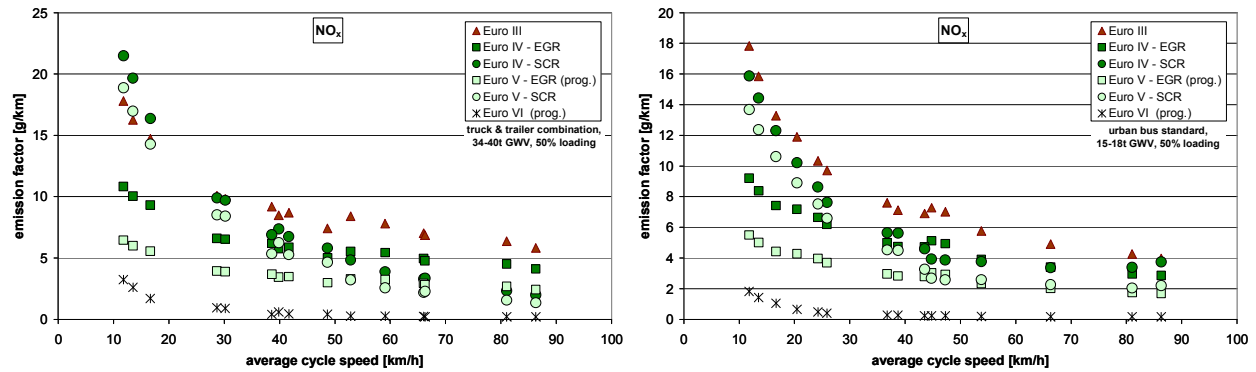 NOx
Euro III
Euro IV - EGR
Euro IV - SCR
Euro V - EGR (prog.)
Euro V - SCR
Euro VI (prog.)
truck & trailer combination,
34-40t GWV, 50% loading
emission factor [g/km]
25
20
15
10
5
0
0 10 20 30 40 50 60 70 80 90 100
average cycle speed [km/h]
NOx
Euro III
Euro IV - EGR
Euro IV - SCR
Euro V - EGR (prog.)
Euro V - SCR
Euro VI (prog.)
urban bus standard,
15-18t GWV, 50% loading
emission factor [g/km]
20
18
16
14
12
10
8
6
4
2
0
0 10 20 30 40 50 60 70 80 90 100
average cycle speed [km/h]